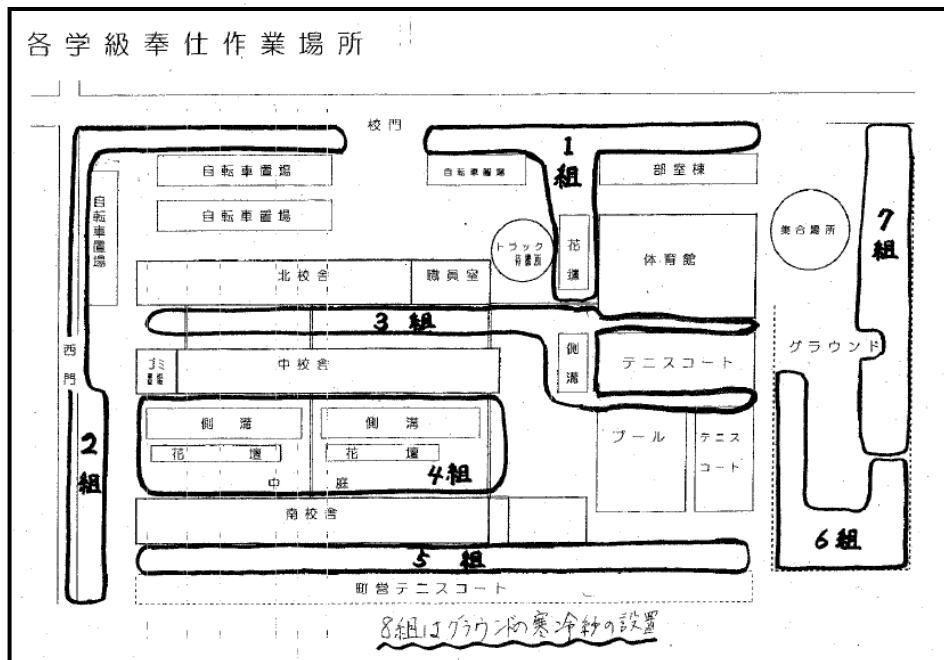 各学級奉仕作業場所
校門
1組
自転車置場
自転車置場
部室棟
自転車置場
自転車置場
7組
集合場所
トラック
花壇
体育館
北校舎
職員室
3組
西門
側溝
テニスコート
グラウンド
ゴミ
中校舎
2組
側溝
側溝
花壇
花壇
4組
中庭
プール
テニス
コート
南校舎
6組
5組
町営テニスコート
8組はグラウンドの寒冷紗の設置